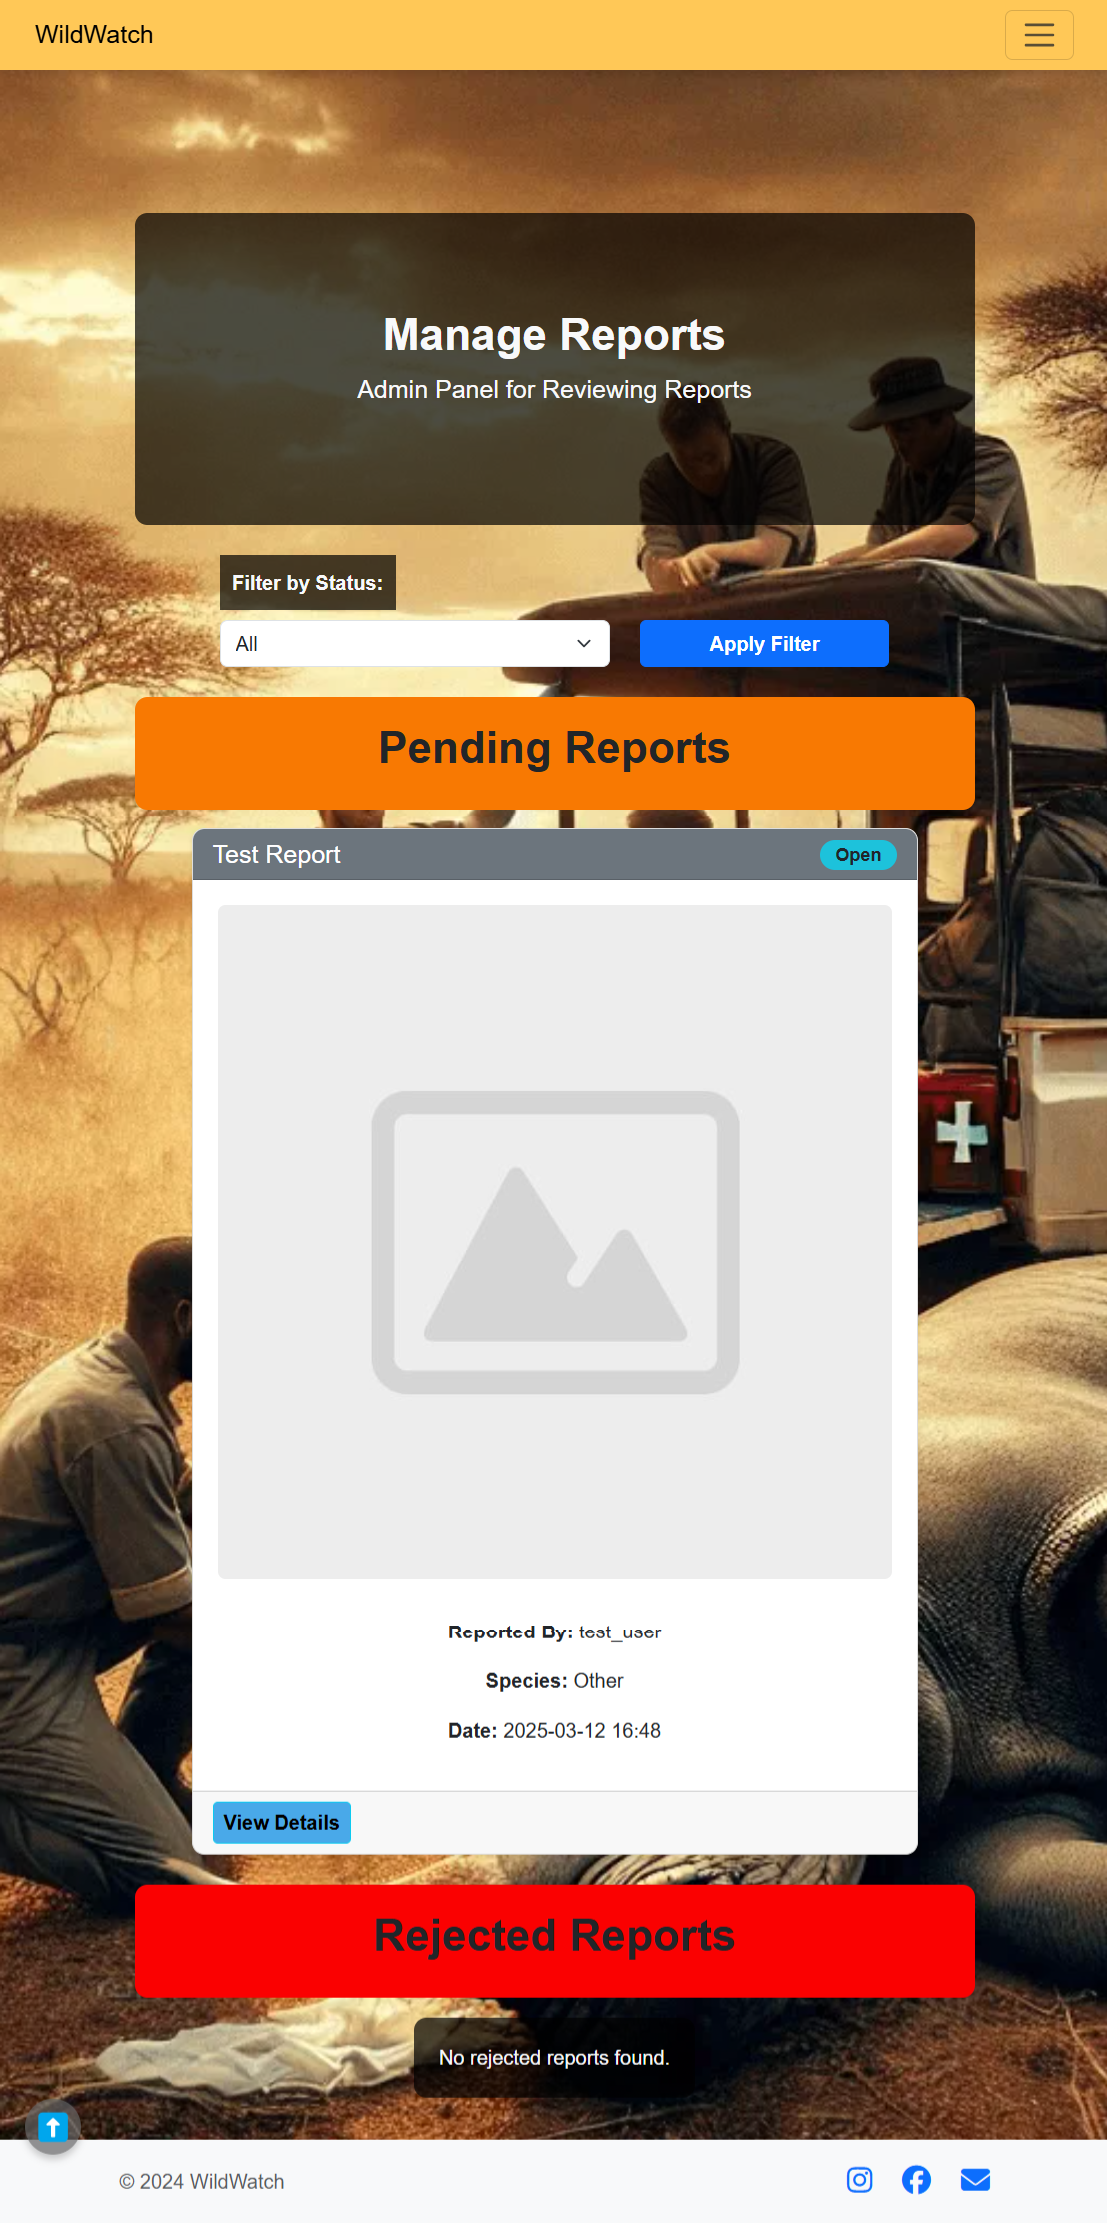 WildWatch
Manage Reports
Admin Panel for Reviewing Reports
Filter by Status:
All
Apply Filter
Pending Reports
Test Report
Open
Reported By: test_user
Species: Other
Date: 2025-03-12 16:48
View Details
Rejected Reports
No rejected reports found.
© 2024 WildWatch